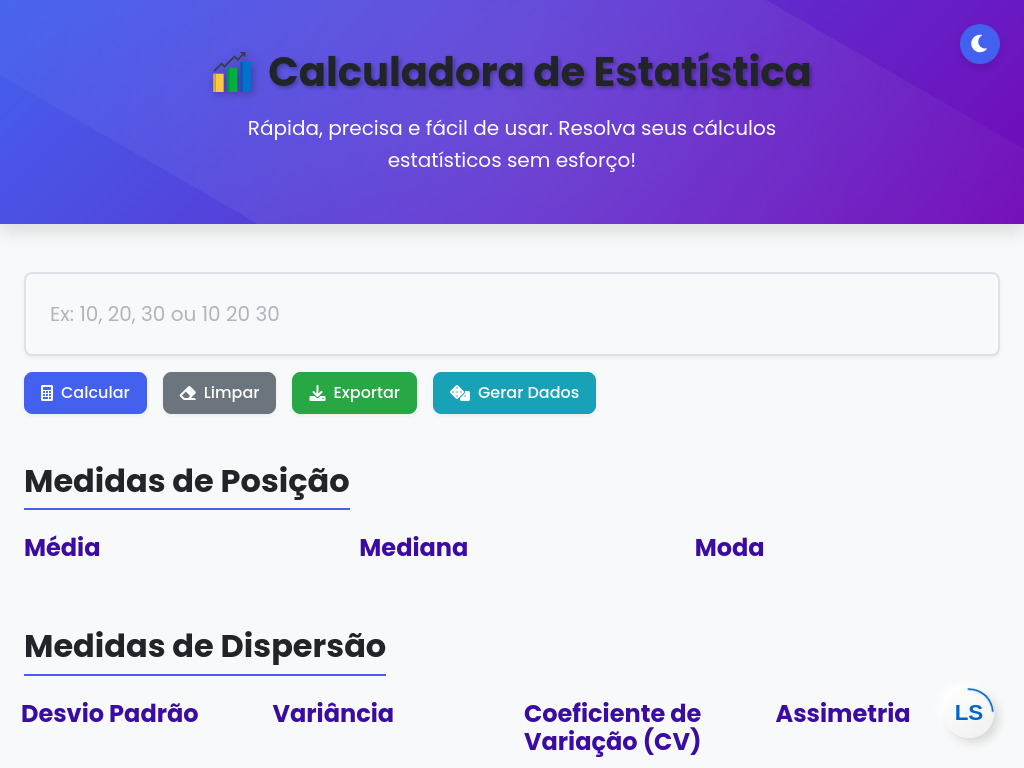 Calculadora de Estatística
Rápida, precisa e fácil de usar. Resolva seus cálculos
estatísticos sem esforço!
Ex: 10, 20, 30 ou 10 20 30
Calcular
Limpar
Exportar
Gerar Dados
Medidas de Posição
Média
Mediana
Moda
Medidas de Dispersão
Desvio Padrão
Variância
Coeficiente de
Variação (CV)
Assimetria
LS